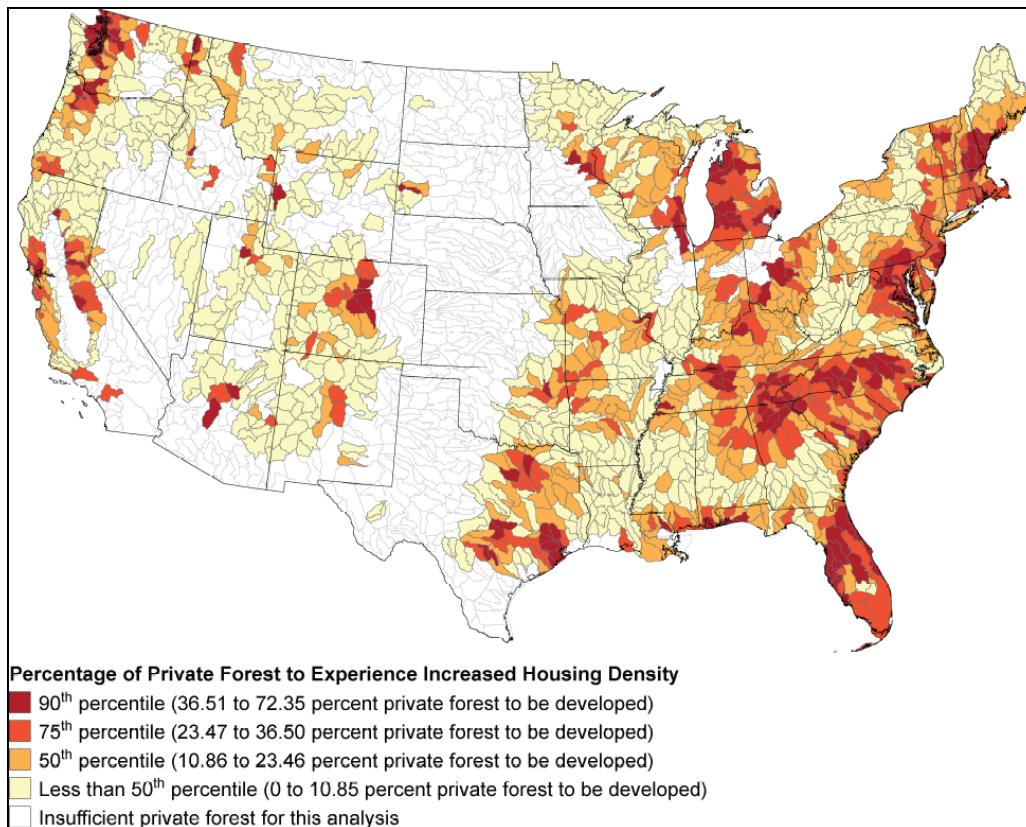 Percentage of Private Forest to Experience Increased Housing Density
90th percentile (36.51 to 72.35 percent private forest to be developed)
75th percentile (23.47 to 36.50 percent private forest to be developed)
50th percentile (10.86 to 23.46 percent private forest to be developed)
Less than 50th percentile (0 to 10.85 percent private forest to be developed)
Insufficient private forest for this analysis